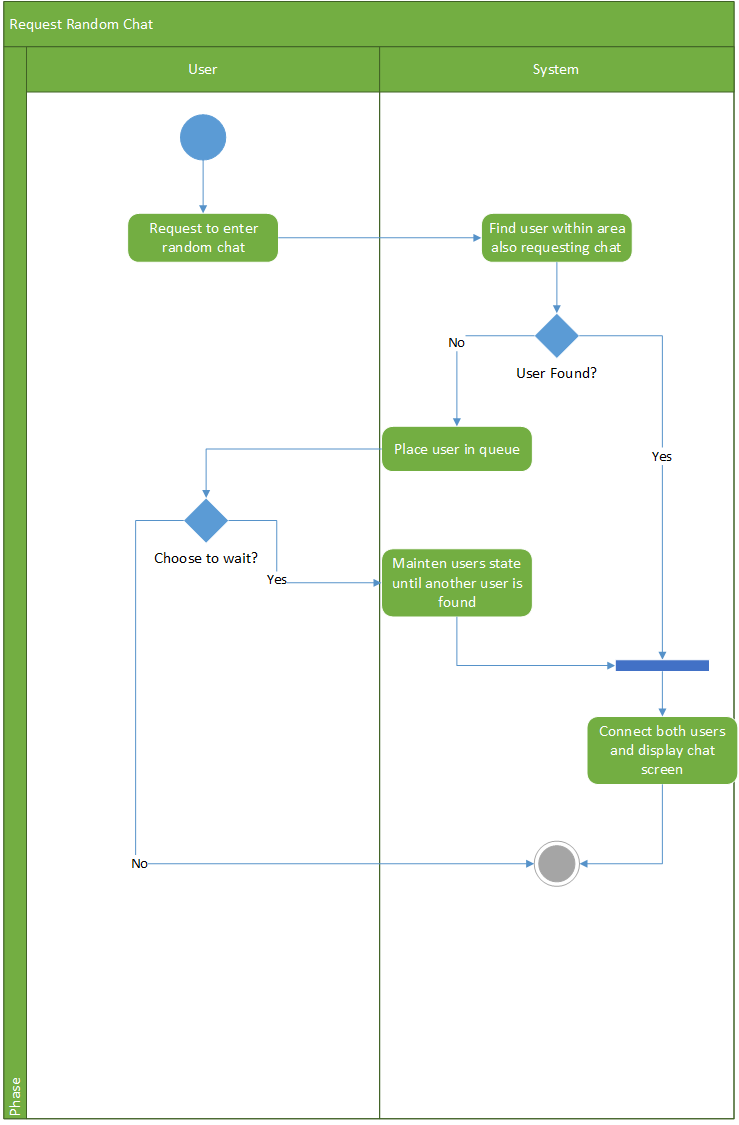 Request Random Chat
User
System
Request to enter
random chat
Find user within area
also requesting chat
No
User Found?
Place user in queue
Yes
Choose to wait?
Yes
Mainten users state
until another user is
found
Connect both users
and display chat
screen
No
Phase